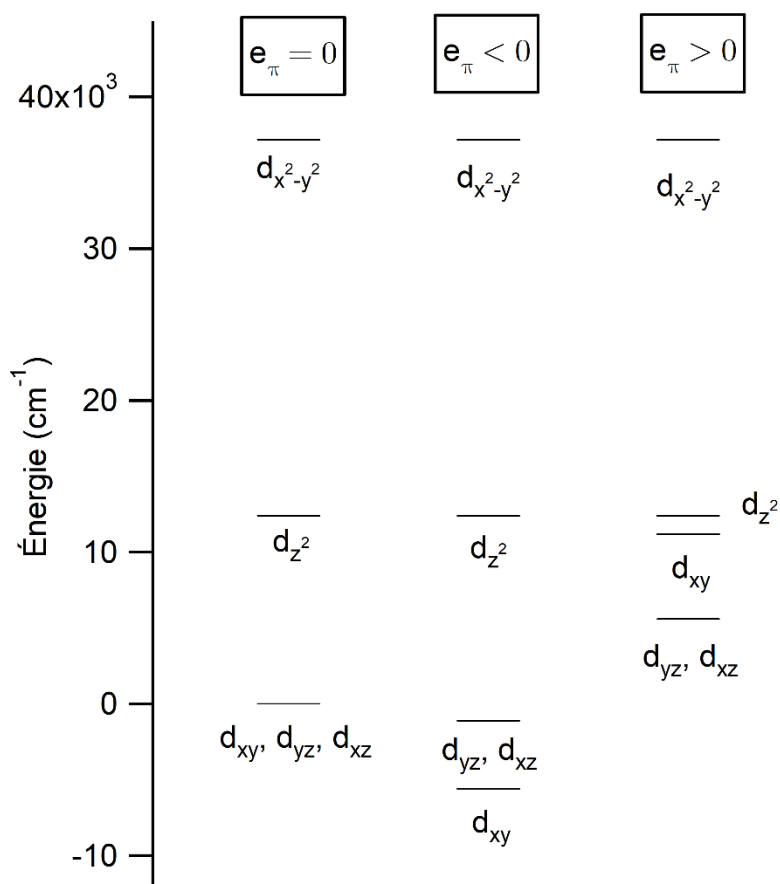 e_π = 0
e_π < 0
e_π > 0
Énergie (cm⁻¹)
40x10³
30
20
10
0
-10
d_x²-y²
d_x²-y²
d_x²-y²
d_z²
d_z²
d_z²
d_xy
d_yz, d_xz
d_xy, d_yz, d_xz
d_yz, d_xz
d_xy